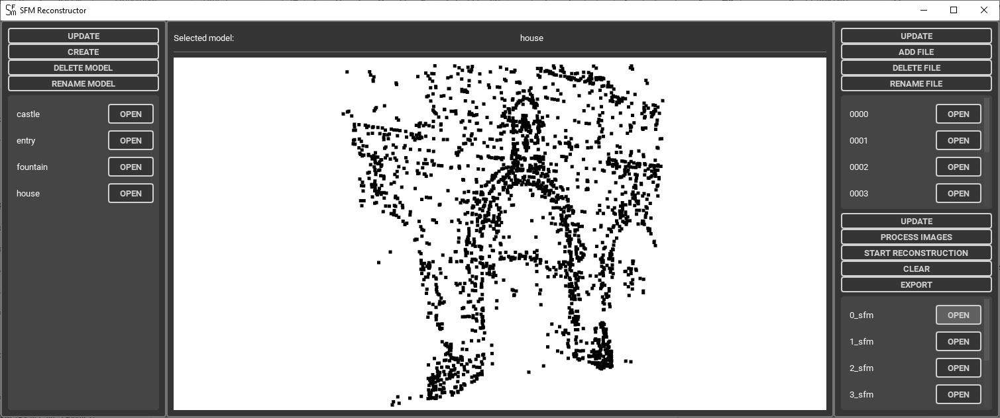 CF
Sm
SFM Reconstructor
UPDATE
CREATE
DELETE MODEL
RENAME MODEL
castle OPEN
entry OPEN
fountain OPEN
house OPEN
Selected model: house
UPDATE
ADD FILE
DELETE FILE
RENAME FILE
0000 OPEN
0001 OPEN
0002 OPEN
0003 OPEN
UPDATE
PROCESS IMAGES
START RECONSTRUCTION
CLEAR
EXPORT
0_sfm OPEN
1_sfm OPEN
2_sfm OPEN
3_sfm OPEN